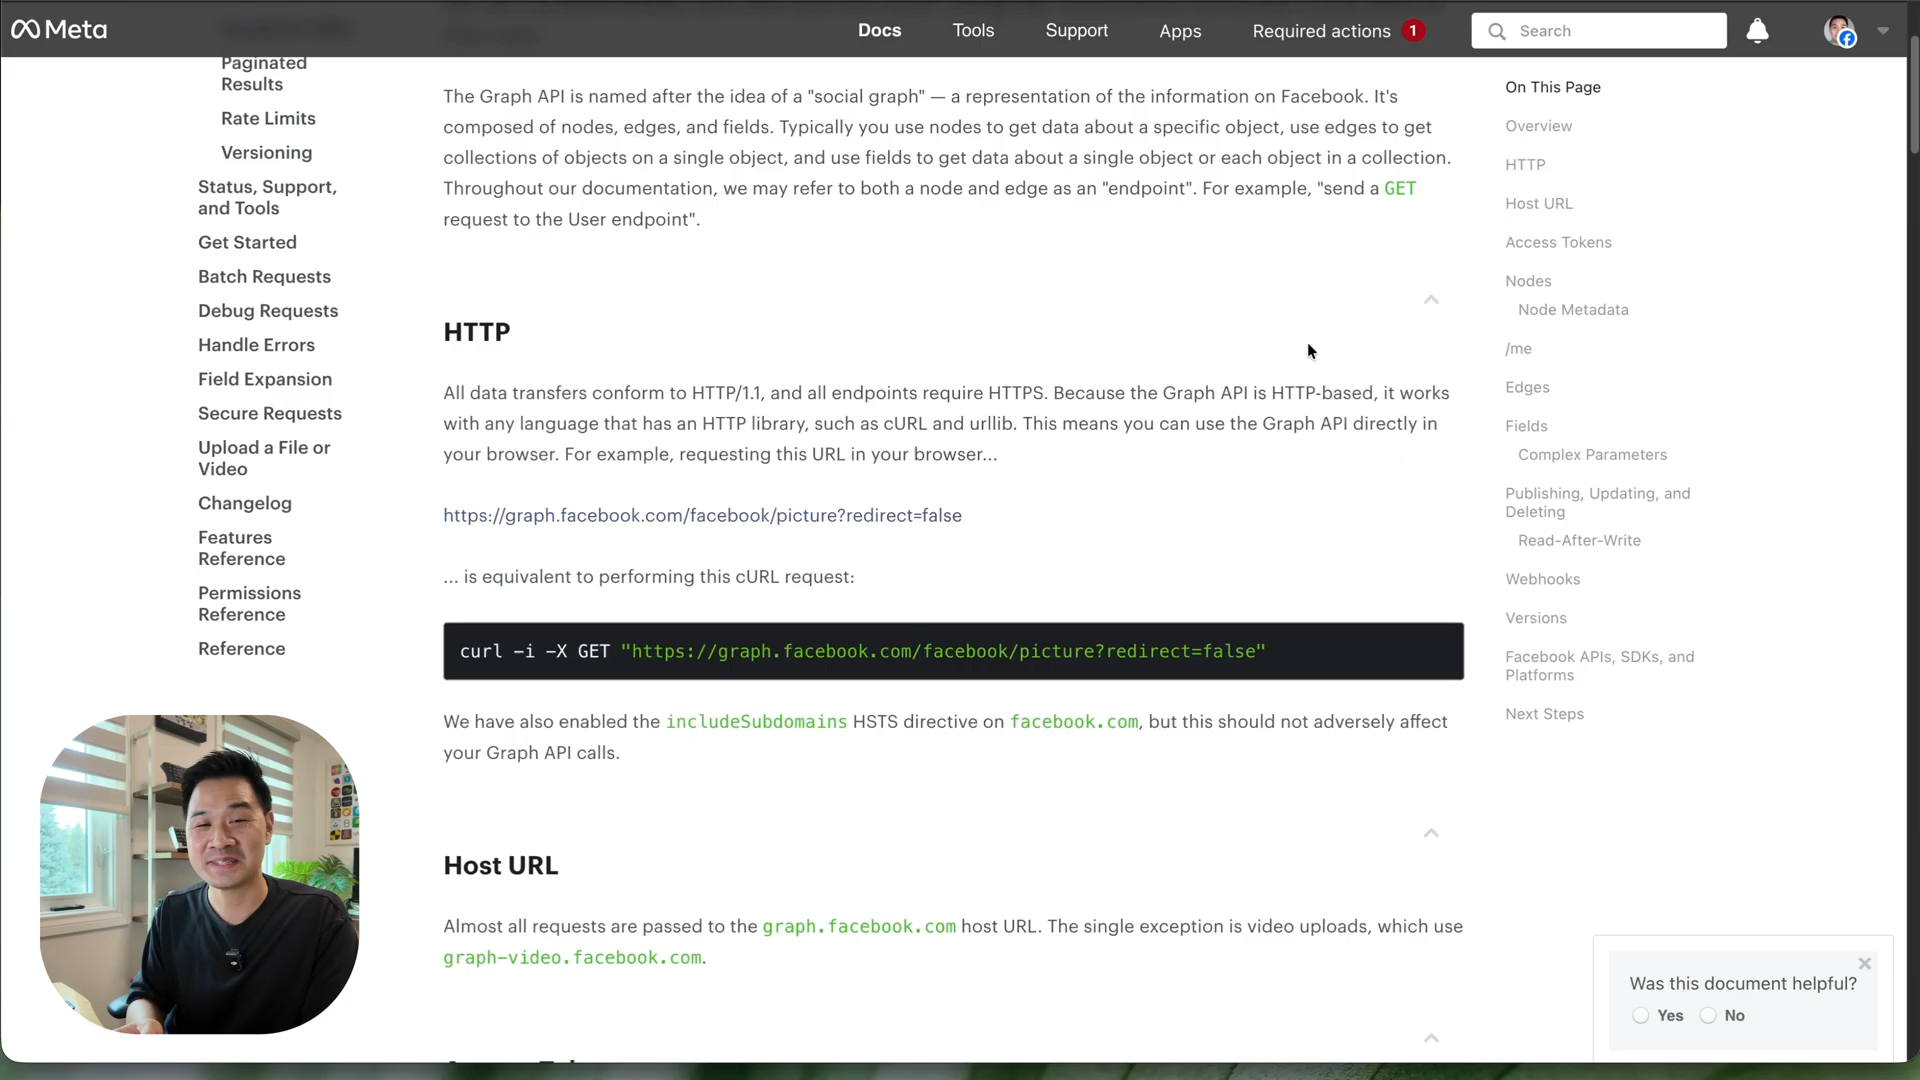 Meta
Docs
Tools
Support
Apps
Required actions 1
Search
Paginated
Results
Rate Limits
Versioning
Status, Support,
and Tools
Get Started
Batch Requests
Debug Requests
Handle Errors
Field Expansion
Secure Requests
Upload a File or
Video
Changelog
Features
Reference
Permissions
Reference
Reference
The Graph API is named after the idea of a "social graph" — a representation of the information on Facebook. It's
composed of nodes, edges, and fields. Typically you use nodes to get data about a specific object, use edges to get
collections of objects on a single object, and use fields to get data about a single object or each object in a collection.
Throughout our documentation, we may refer to both a node and edge as an "endpoint". For example, "send a GET
request to the User endpoint".
HTTP
All data transfers conform to HTTP/1.1, and all endpoints require HTTPS. Because the Graph API is HTTP-based, it works
with any language that has an HTTP library, such as cURL and urllib. This means you can use the Graph API directly in
your browser. For example, requesting this URL in your browser...
https://graph.facebook.com/facebook/picture?redirect=false
... is equivalent to performing this cURL request:
curl -i -X GET "https://graph.facebook.com/facebook/picture?redirect=false"
We have also enabled the includeSubdomains HSTS directive on facebook.com, but this should not adversely affect
your Graph API calls.
Host URL
Almost all requests are passed to the graph.facebook.com host URL. The single exception is video uploads, which use
graph-video.facebook.com.
On This Page
Overview
HTTP
Host URL
Access Tokens
Nodes
Node Metadata
/me
Edges
Fields
Complex Parameters
Publishing, Updating, and
Deleting
Read-After-Write
Webhooks
Versions
Facebook APIs, SDKs, and
Platforms
Next Steps
Was this document helpful?
Yes
No